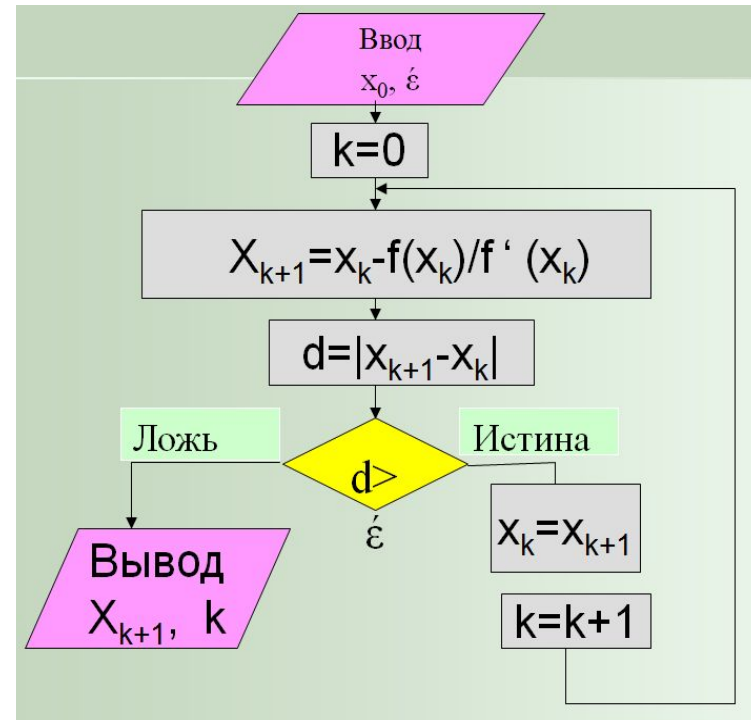 Ввод
x₀, έ
k=0
Xₖ₊₁=xₖ-f(xₖ)/f ‘ (xₖ)
d=|xₖ₊₁-xₖ|
Ложь
Истина
d>
έ
xₖ=xₖ₊₁
Вывод
Xₖ₊₁, k
k=k+1